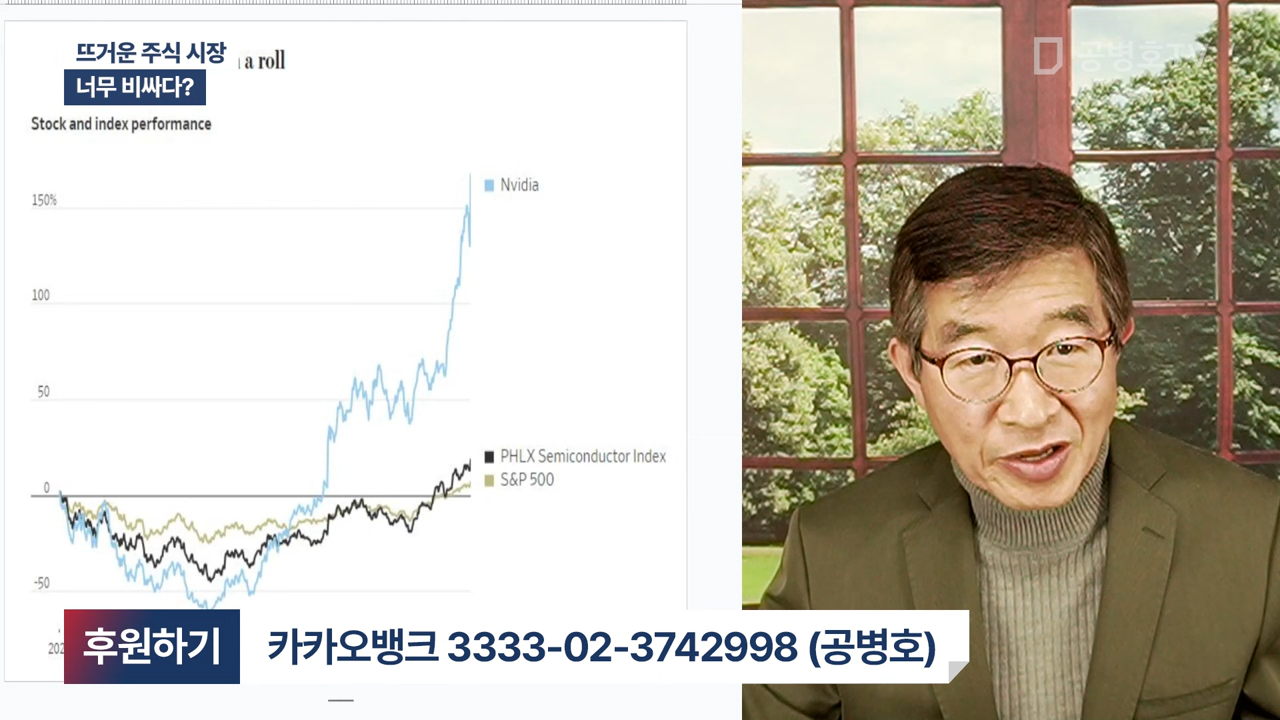 뜨거운 주식 시장
너무 비싸다?
a roll
Stock and index performance
150%
100
50
0
-50
202
Nvidia
PHLX Semiconductor Index
S&P 500
공병호TV
후원하기
카카오뱅크 3333-02-3742998 (공병호)